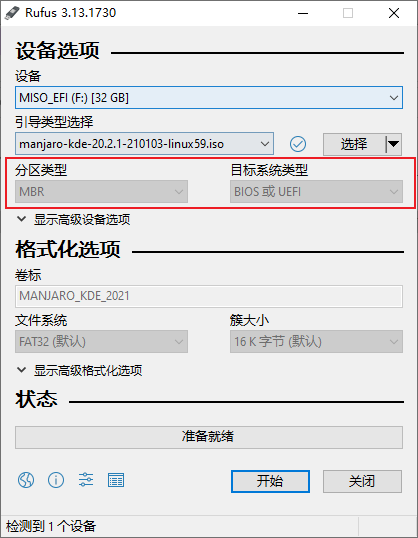 Rufus 3.13.1730
设备选项
设备
MISO_EFI (F:) [32 GB]
引导类型选择
manjaro-kde-20.2.1-210103-linux59.iso
选择
分区类型 目标系统类型
MBR BIOS 或 UEFI
显示高级设备选项
格式化选项
卷标
MANJARO_KDE_2021
文件系统 簇大小
FAT32 (默认) 16 K 字节 (默认)
显示高级格式化选项
状态
准备就绪
开始 关闭
检测到 1 个设备